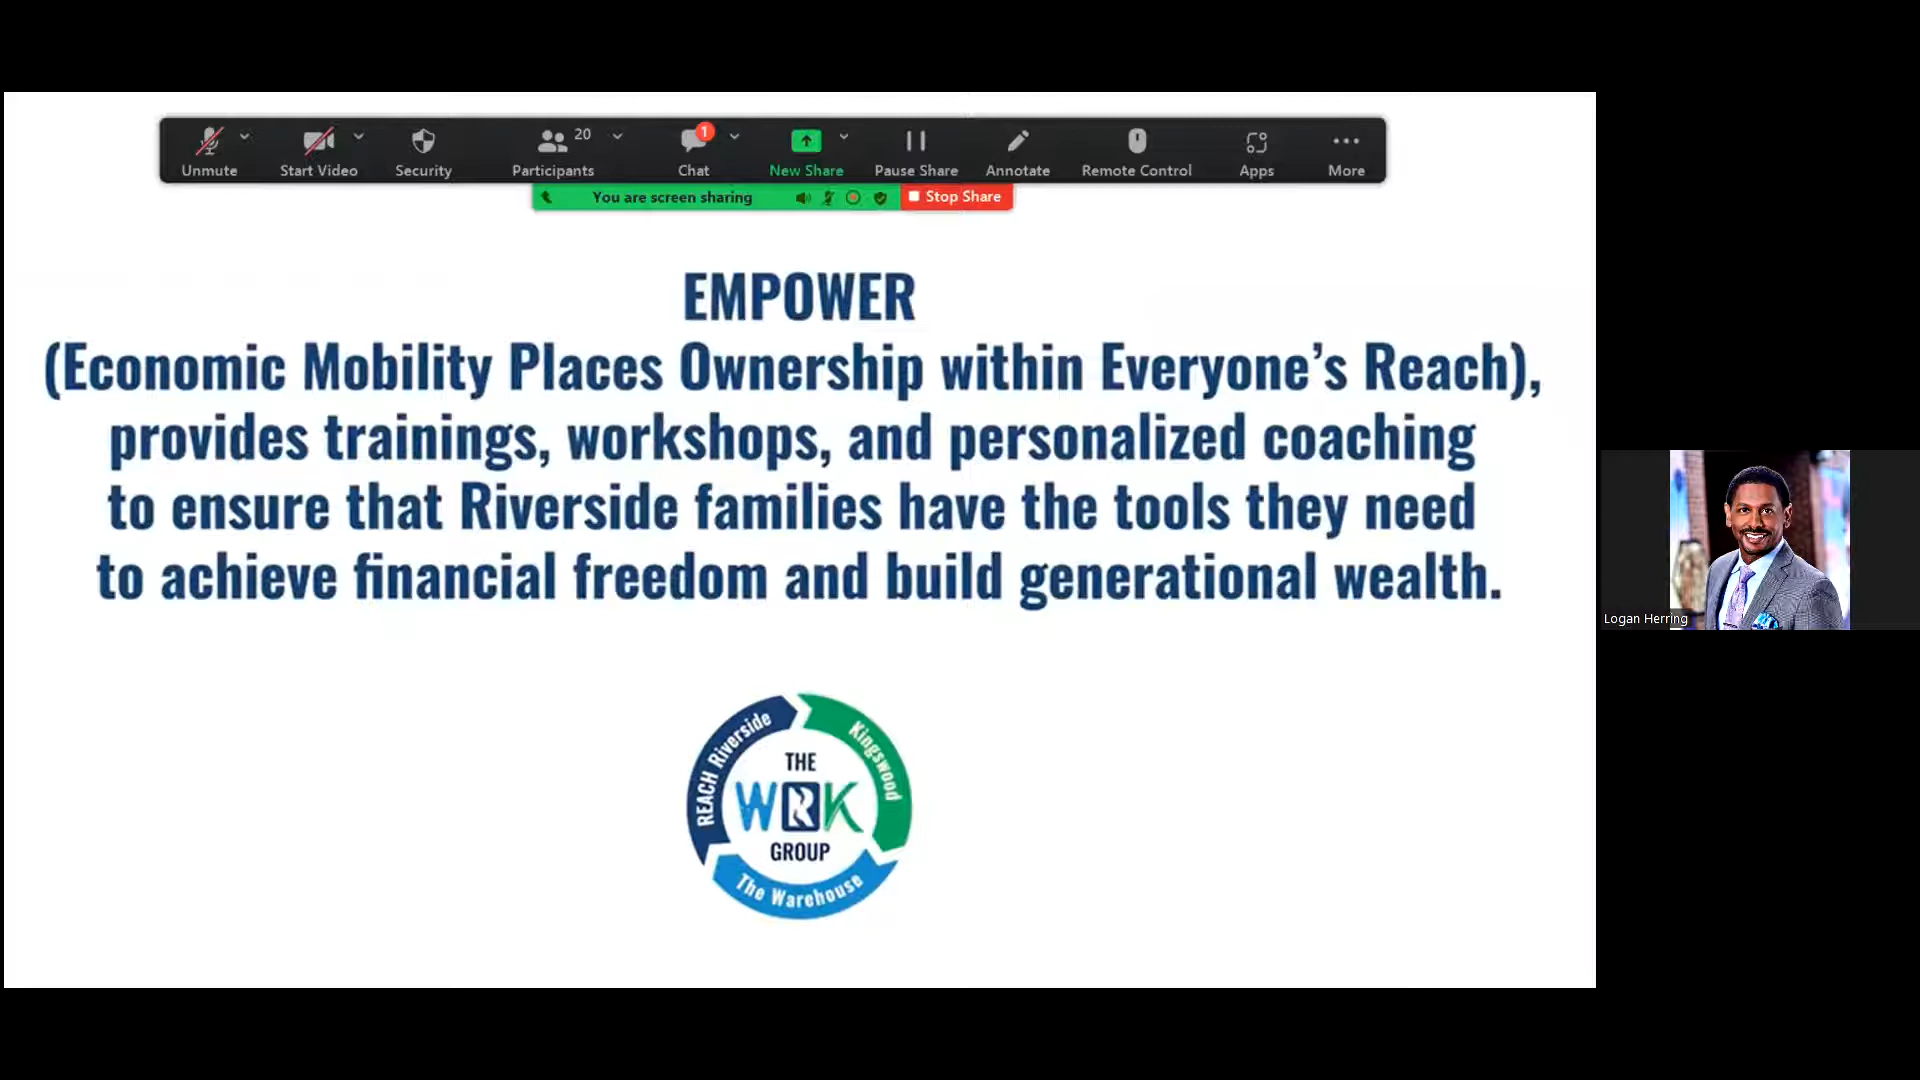 Unmute
Start Video
Security
Participants
20
Chat
1
New Share
Pause Share
Annotate
Remote Control
Apps
More
You are screen sharing
Stop Share
EMPOWER
(Economic Mobility Places Ownership within Everyone’s Reach),
provides trainings, workshops, and personalized coaching
to ensure that Riverside families have the tools they need
to achieve financial freedom and build generational wealth.
REACH Riverside
Kingswood
THE
WRK
GROUP
The Warehouse
Logan Herring